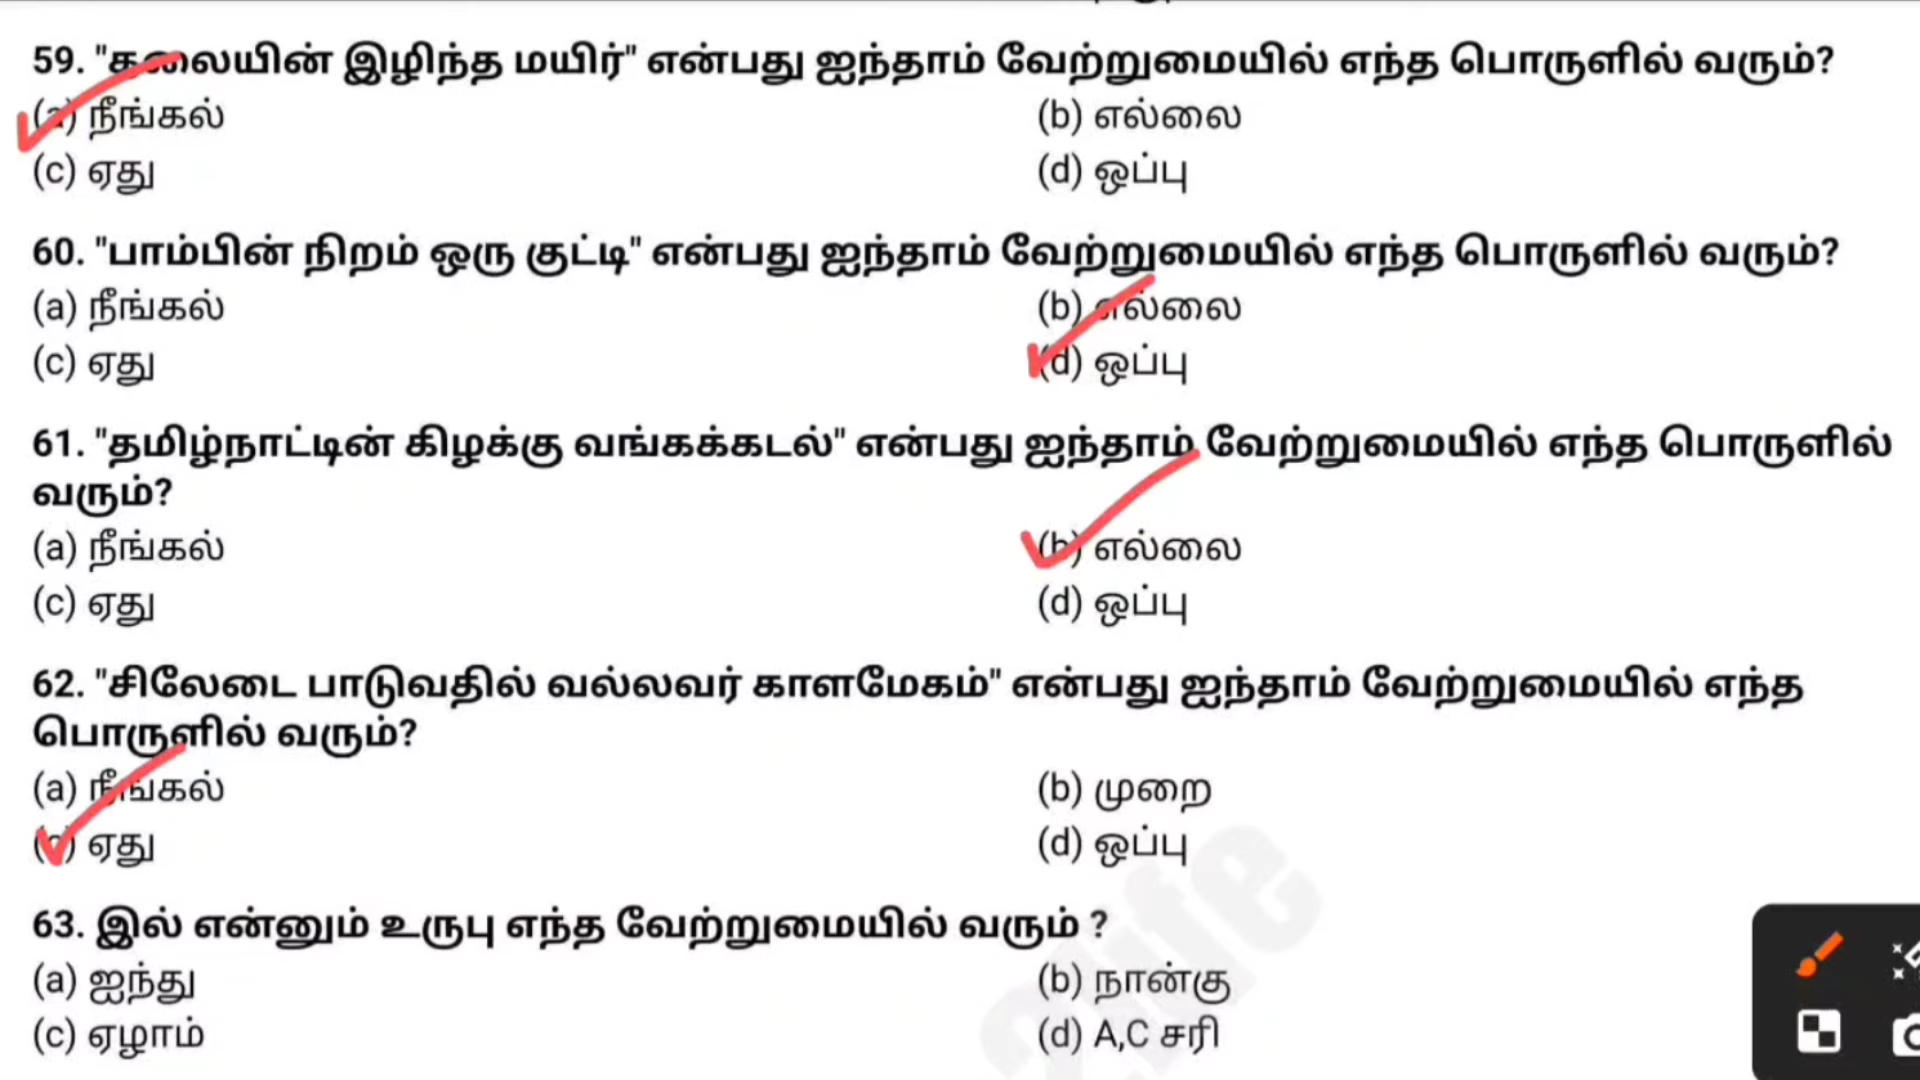 59. "தலையின் இழிந்த மயிர்" என்பது ஐந்தாம் வேற்றுமையில் எந்த பொருளில் வரும்?
(a) நீங்கல் (b) எல்லை
(c) ஏது (d) ஒப்பு
60. "பாம்பின் நிறம் ஒரு குட்டி" என்பது ஐந்தாம் வேற்றுமையில் எந்த பொருளில் வரும்?
(a) நீங்கல் (b) எல்லை
(c) ஏது (d) ஒப்பு
61. "தமிழ்நாட்டின் கிழக்கு வங்கக்கடல்" என்பது ஐந்தாம் வேற்றுமையில் எந்த பொருளில்
வரும்?
(a) நீங்கல் (b) எல்லை
(c) ஏது (d) ஒப்பு
62. "சிலேடை பாடுவதில் வல்லவர் காளமேகம்" என்பது ஐந்தாம் வேற்றுமையில் எந்த
பொருளில் வரும்?
(a) நீங்கல் (b) முறை
(c) ஏது (d) ஒப்பு
63. இல் என்னும் உருபு எந்த வேற்றுமையில் வரும் ?
(a) ஐந்து (b) நான்கு
(c) ஏழாம் (d) A,C சரி